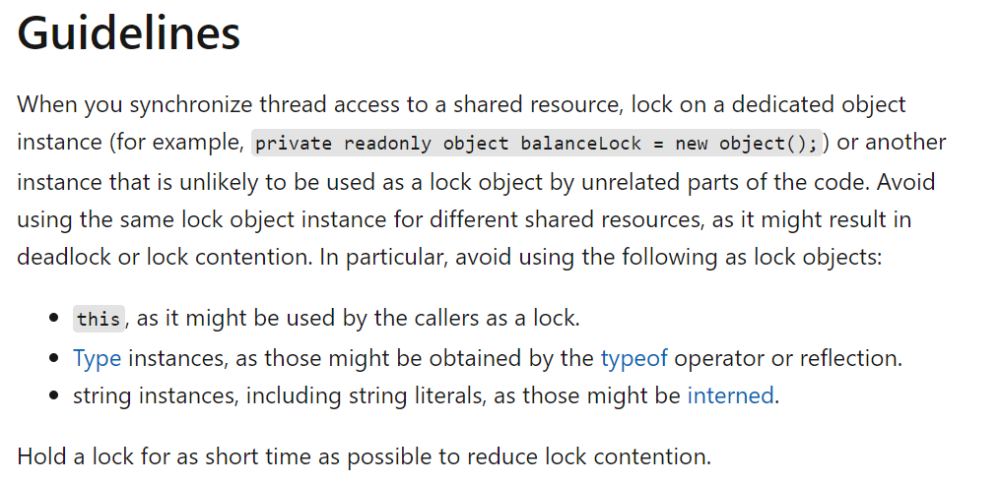 Guidelines
When you synchronize thread access to a shared resource, lock on a dedicated object
instance (for example, private readonly object balanceLock = new object();) or another
instance that is unlikely to be used as a lock object by unrelated parts of the code. Avoid
using the same lock object instance for different shared resources, as it might result in
deadlock or lock contention. In particular, avoid using the following as lock objects:
• this, as it might be used by the callers as a lock.
• Type instances, as those might be obtained by the typeof operator or reflection.
• string instances, including string literals, as those might be interned.
Hold a lock for as short time as possible to reduce lock contention.